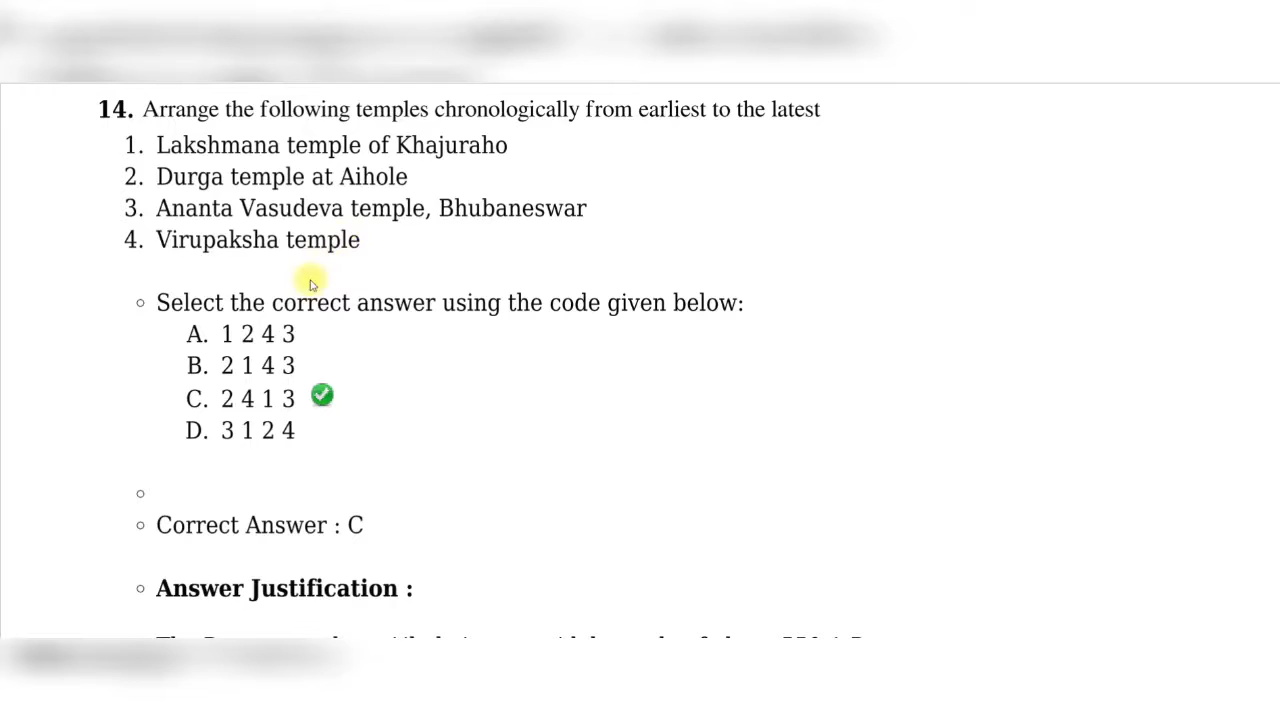 14. Arrange the following temples chronologically from earliest to the latest
1. Lakshmana temple of Khajuraho
2. Durga temple at Aihole
3. Ananta Vasudeva temple, Bhubaneswar
4. Virupaksha temple
Select the correct answer using the code given below:
A. 1 2 4 3
B. 2 1 4 3
C. 2 4 1 3
D. 3 1 2 4
Correct Answer : C
Answer Justification :